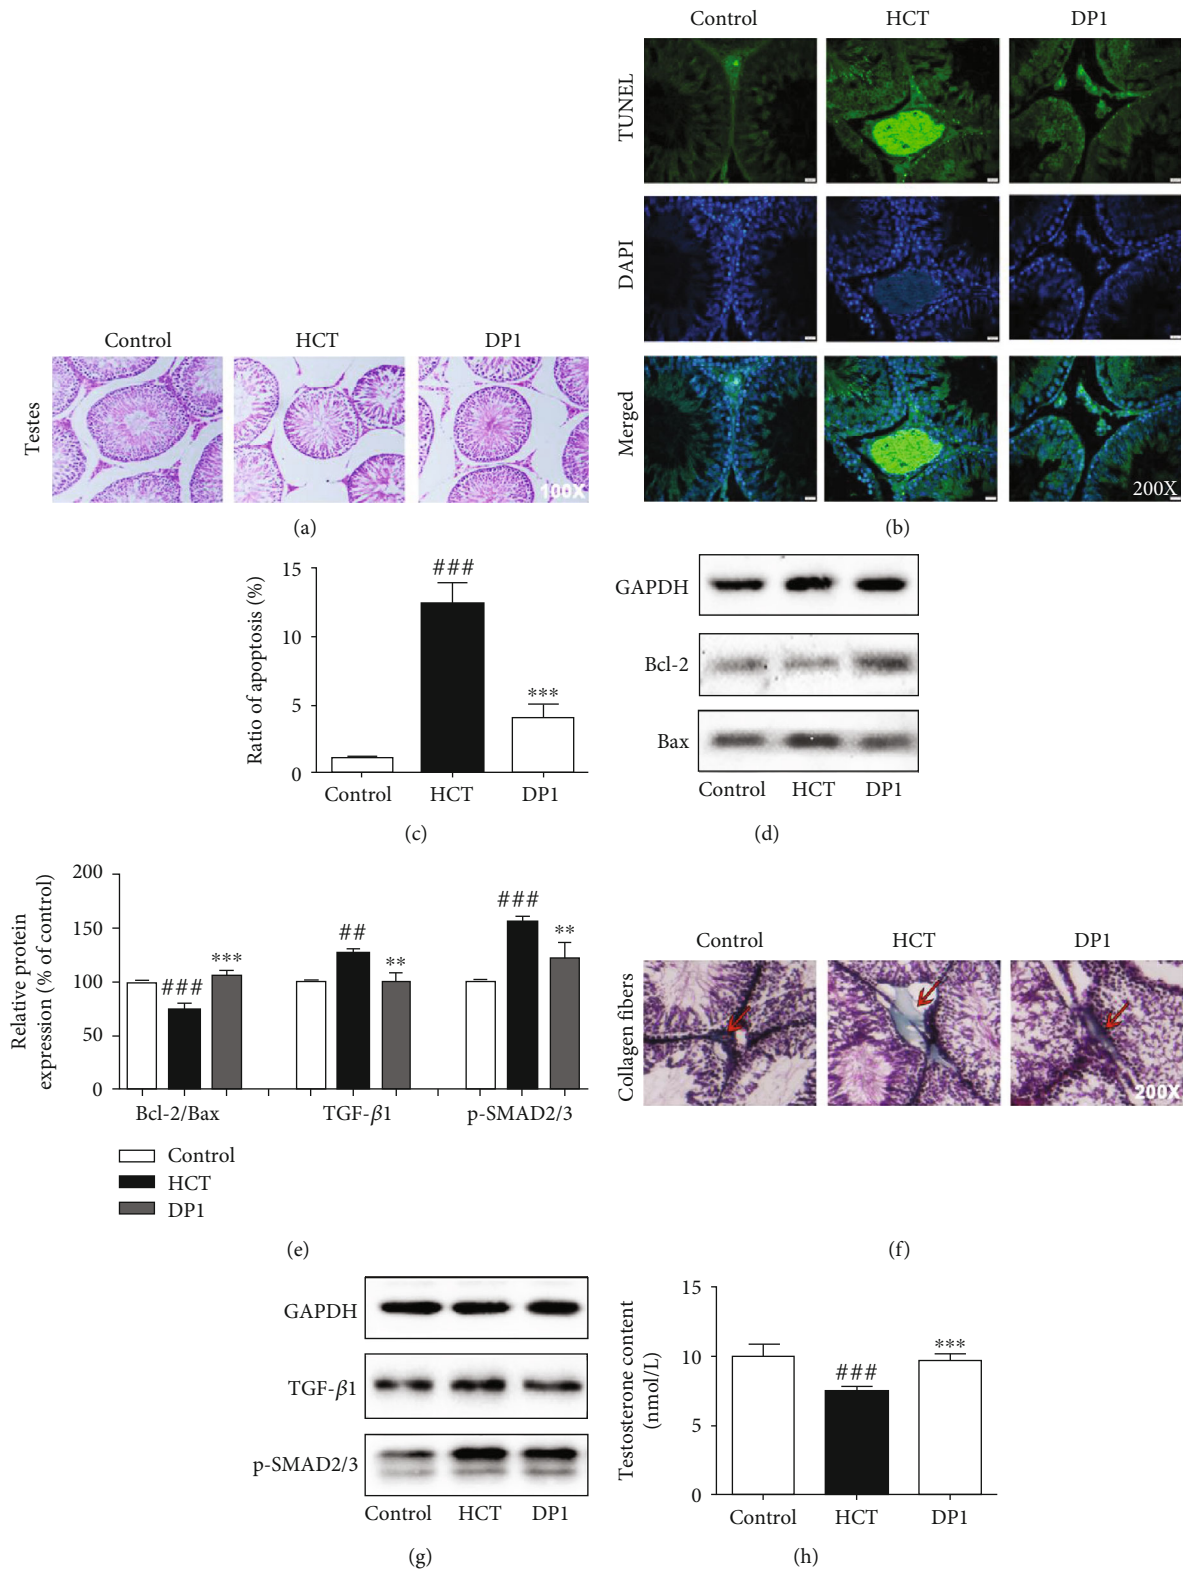 Control HCT DP1
TUNEL
DAPI
Merged
200X
(b)
Control HCT DP1
Testes
100X
(a)
Ratio of apoptosis (%)
15
10
5
0
###
***
Control HCT DP1
(c)
GAPDH
Bcl-2
Bax
Control HCT DP1
(d)
Relative protein
expression (% of control)
200
150
100
50
0
### *** ## ** ### **
Bcl-2/Bax TGF-β1 p-SMAD2/3
Control
HCT
DP1
(e)
Control HCT DP1
Collagen fibers
200X
(f)
GAPDH
TGF-β1
p-SMAD2/3
Control HCT DP1
(g)
Testosterone content
(nmol/L)
15
10
5
0
###
***
Control HCT DP1
(h)